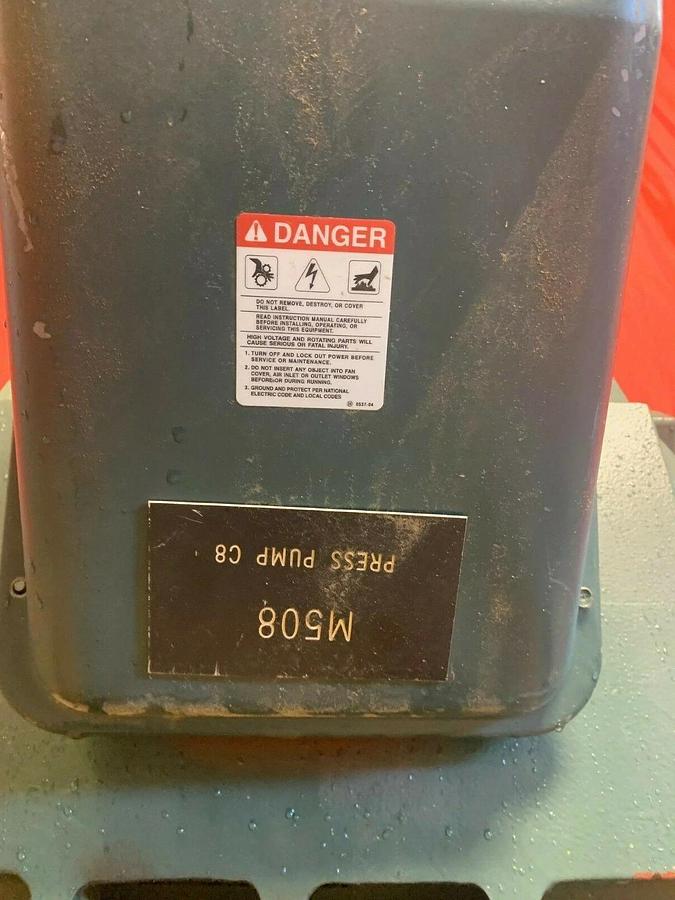 DANGER
DO NOT REMOVE, DESTROY, OR COVER
THIS LABEL.
READ INSTRUCTION MANUAL CAREFULLY
BEFORE INSTALLING, OPERATING, OR
SERVICING THIS EQUIPMENT.
HIGH VOLTAGE AND ROTATING PARTS WILL
CAUSE SERIOUS OR FATAL INJURY.
1. TURN OFF AND LOCK OUT POWER BEFORE
SERVICE OR MAINTENANCE.
2. DO NOT INSERT ANY OBJECT INTO FAN
COVER, AIR INLET OR OUTLET WINDOWS
BEFORE OR DURING RUNNING.
3. GROUND AND PROTECT PER NATIONAL
ELECTRIC CODE AND LOCAL CODES
0537-04
M508
PRESS PUMP C8